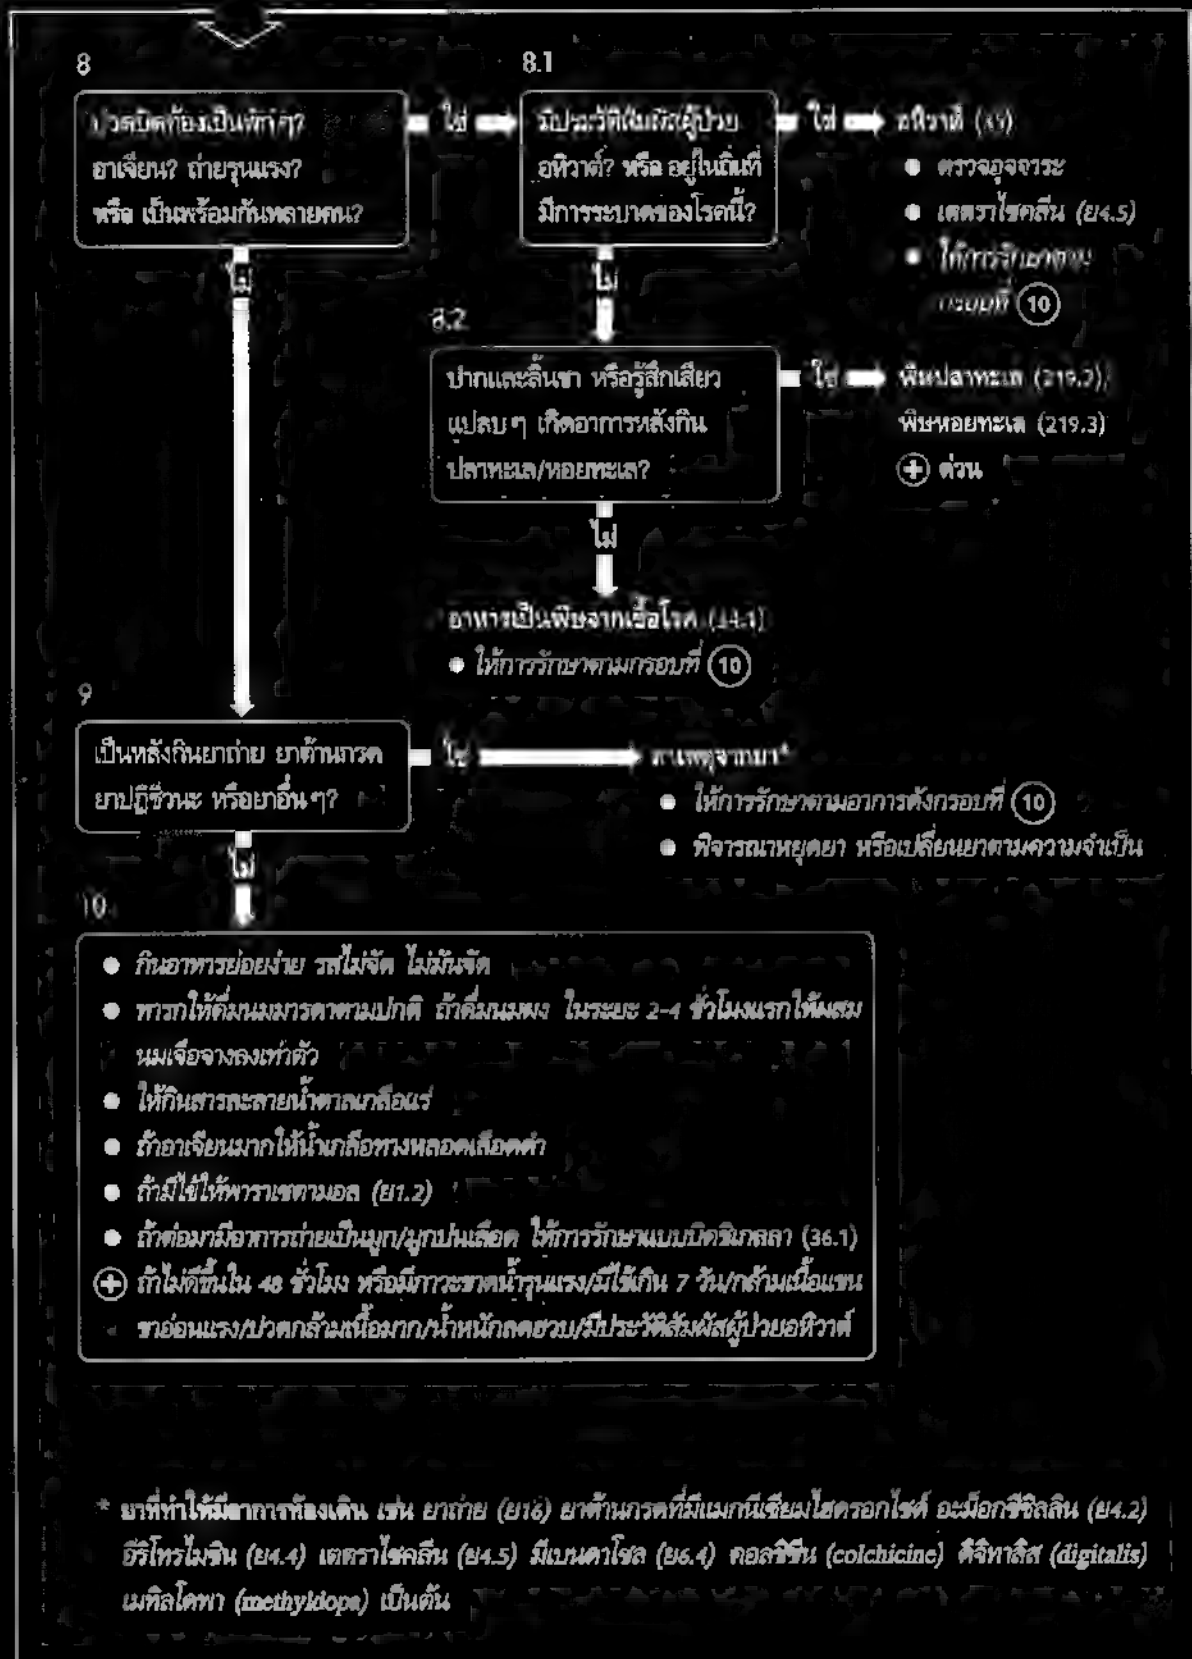 8
ปวดบิดท้องเป็นพักๆ?
อาเจียน? ถ่ายรุนแรง?
หรือ เป็นพร้อมกันหลายคน?
ใช่
8.1
มีประวัติสัมผัสผู้ป่วย
อหิวาต์? หรือ อยู่ในถิ่นที่
มีการระบาดของโรคนี้?
ใช่
อหิวาต์
● ตรวจอุจจาระ
● เตตราไซคลีน (ย4.5)
● ให้การรักษาตาม
กรอบที่ 10
ไม่
ไม่
8.2
ปากและลิ้นชา หรือรู้สึกเสียว
แปลบๆ เกิดอาการหลังกิน
ปลาทะเล/หอยทะเล?
ใช่
พิษปลาทะเล (219.2)/
พิษหอยทะเล (219.3)
⊕ ด่วน
ไม่
อาหารเป็นพิษจากเชื้อโรค
● ให้การรักษาตามกรอบที่ 10
9
เป็นหลังกินยาถ่าย ยาต้านกรด
ยาปฏิชีวนะ หรือยาอื่นๆ?
ใช่
สาเหตุจากยา*
● ให้การรักษาตามอาการดังกรอบที่ 10
● พิจารณาหยุดยา หรือเปลี่ยนยาตามความจำเป็น
ไม่
10
● กินอาหารย่อยง่าย รสไม่จัด ไม่มันจัด
● ทารกให้ดื่มนมมารดาตามปกติ ถ้าดื่มนมผง ในระยะ 2-4 ชั่วโมงแรกให้ผสม
นมเจือจางลงเท่าตัว
● ให้กินสารละลายน้ำตาลเกลือแร่
● ถ้าอาเจียนมากให้น้ำเกลือทางหลอดเลือดดำ
● ถ้ามีไข้ให้พาราเซตามอล (ย1.2)
● ถ้าต่อมามีอาการถ่ายเป็นมูก/มูกปนเลือด ให้การรักษาแบบบิดชิเกลลา (36.1)
⊕ ถ้าไม่ดีขึ้นใน 48 ชั่วโมง หรือมีภาวะขาดน้ำรุนแรง/มีไข้เกิน 7 วัน/กล้ามเนื้อแขน
ขาอ่อนแรง/ปวดกล้ามเนื้อมาก/น้ำหนักลดฮวบ/มีประวัติสัมผัสผู้ป่วยอหิวาต์
* ยาที่ทำให้มีอาการท้องเดิน เช่น ยาถ่าย (ย16) ยาต้านกรดที่มีแมกนีเซียมไฮดรอกไซด์ อะม็อกซีซิลลิน (ย4.2)
อีริโทรไมซิน (ย4.4) เตตราไซคลีน (ย4.5) มีเบนดาโซล (ย6.4) คอลชิซีน (colchicine) ดิจิทาลิส (digitalis)
เมทิลโดพา (methyldopa) เป็นต้น